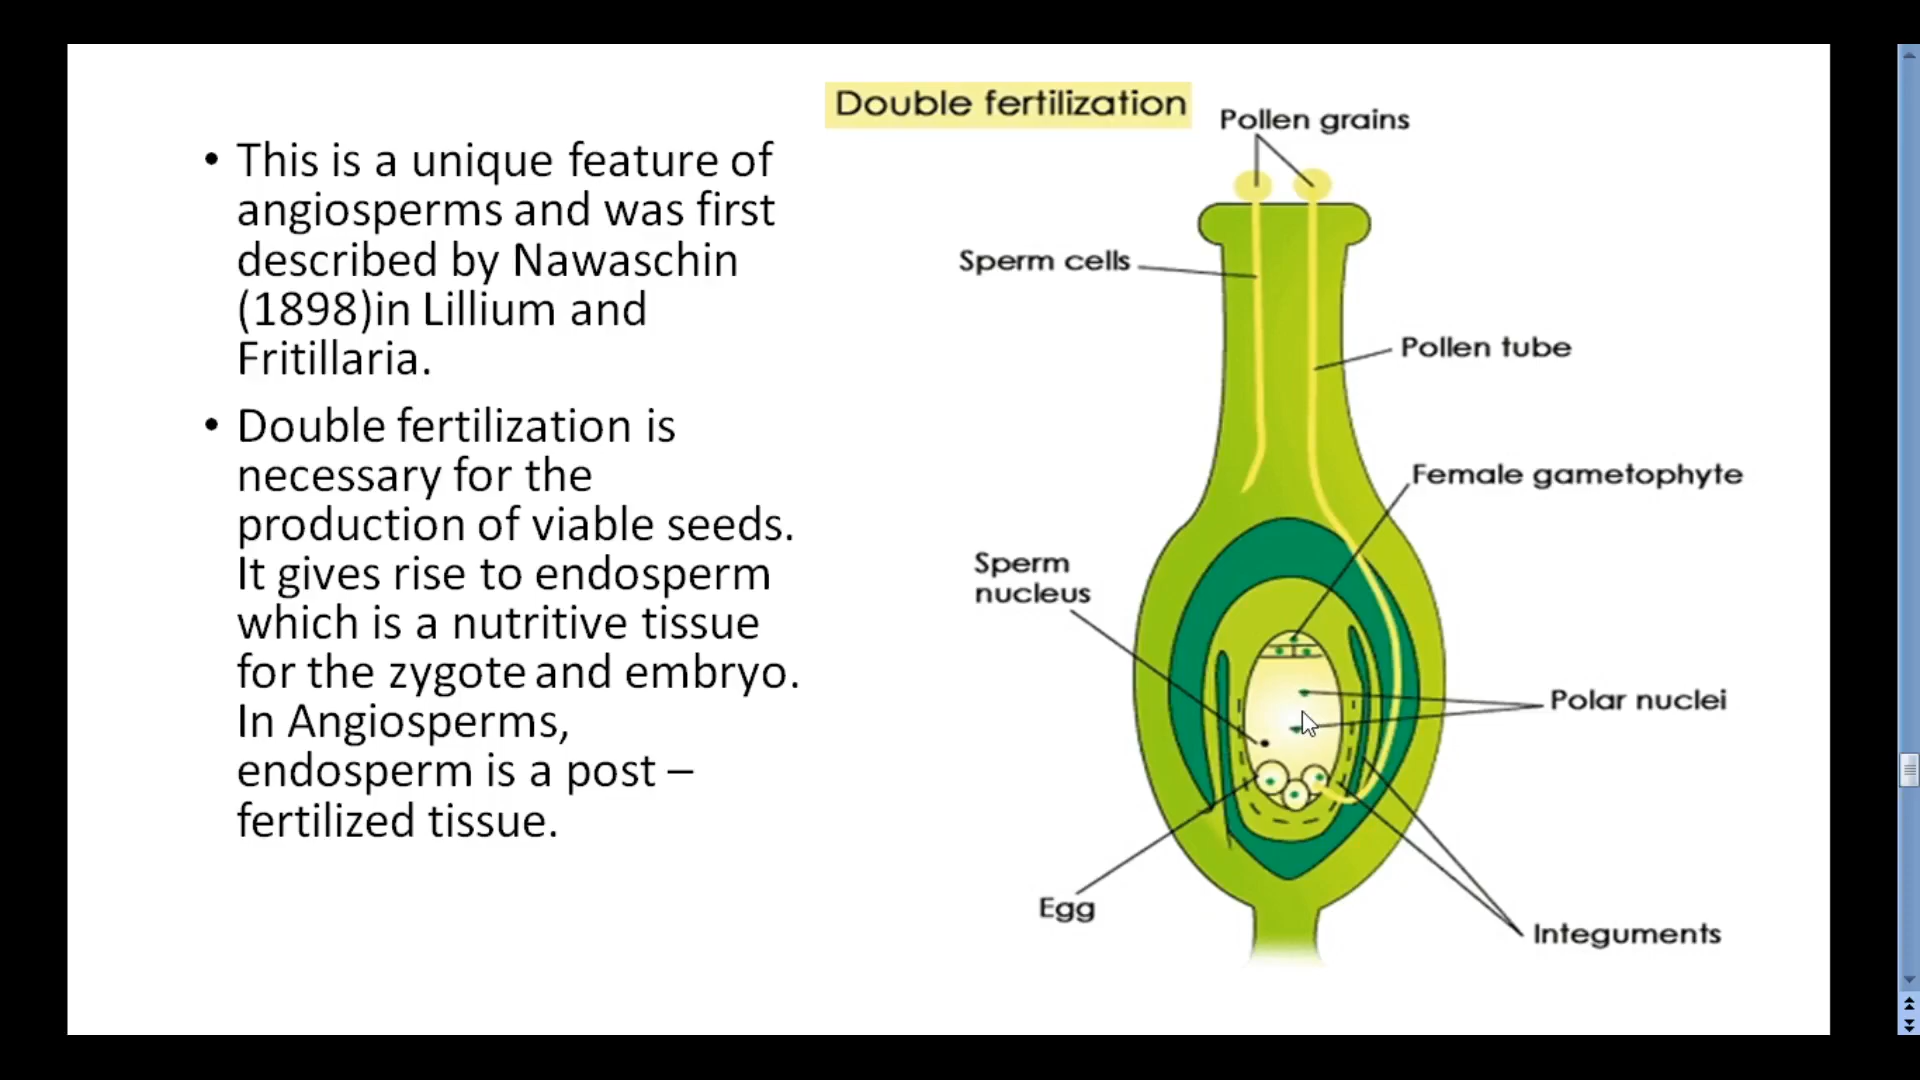 Double fertilization
• This is a unique feature of
angiosperms and was first
described by Nawaschin
(1898)in Lillium and
Fritillaria.
• Double fertilization is
necessary for the
production of viable seeds.
It gives rise to endosperm
which is a nutritive tissue
for the zygote and embryo.
In Angiosperms,
endosperm is a post –
fertilized tissue.
Pollen grains
Sperm cells
Pollen tube
Female gametophyte
Sperm
nucleus
Polar nuclei
Egg
Integuments